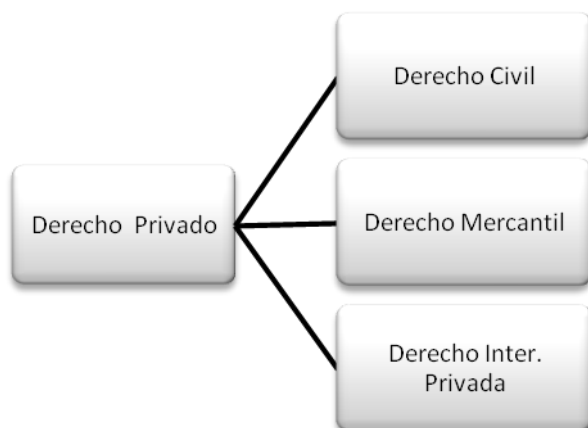 Derecho Civil
Derecho Privado
Derecho Mercantil
Derecho Inter.
Privada